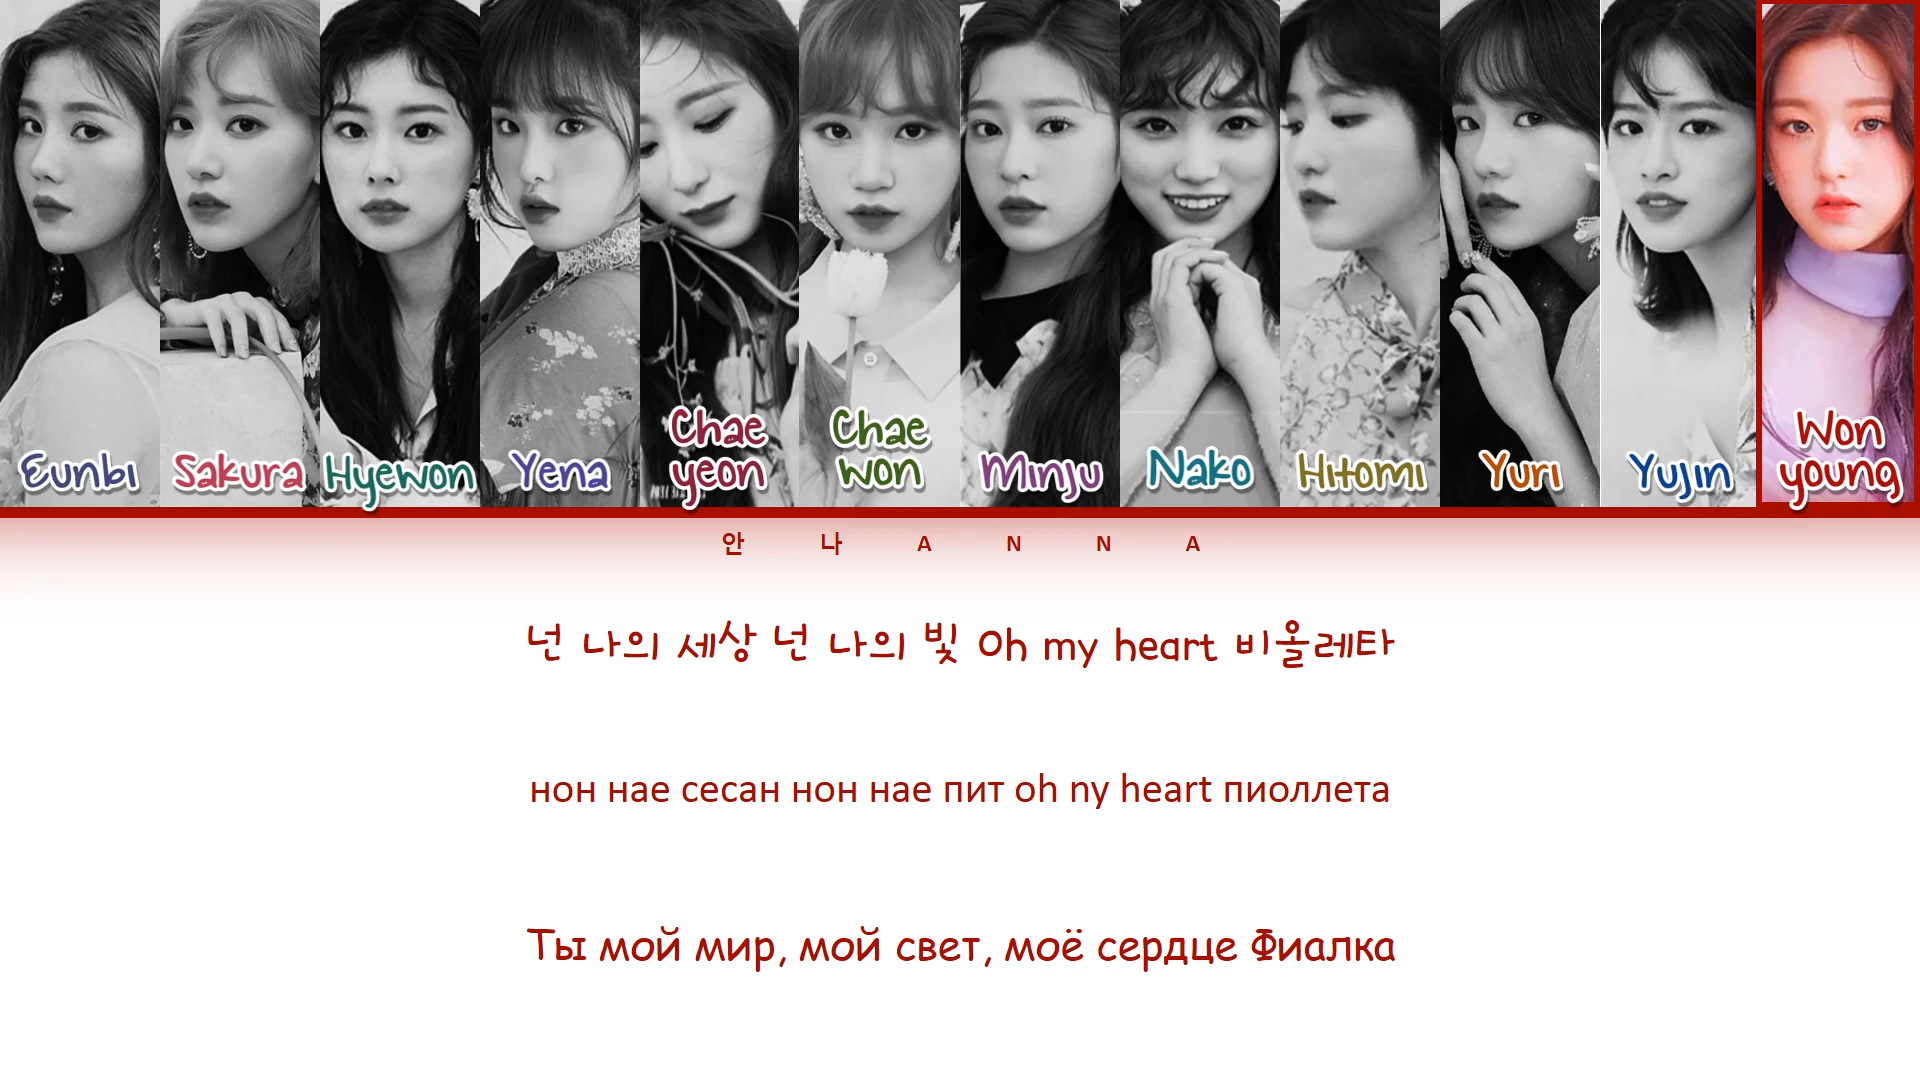 Eunbi Sakura Hyewon Yena Chae yeon Chae won Minju Nako Hitomi Yuri Yujin Won young
안 나 A N N A
넌 나의 세상 넌 나의 빛 Oh my heart 비올레타
нон нае сесан нон нае пит oh ny heart пиоллета
Ты мой мир, мой свет, моё сердце Фиалка